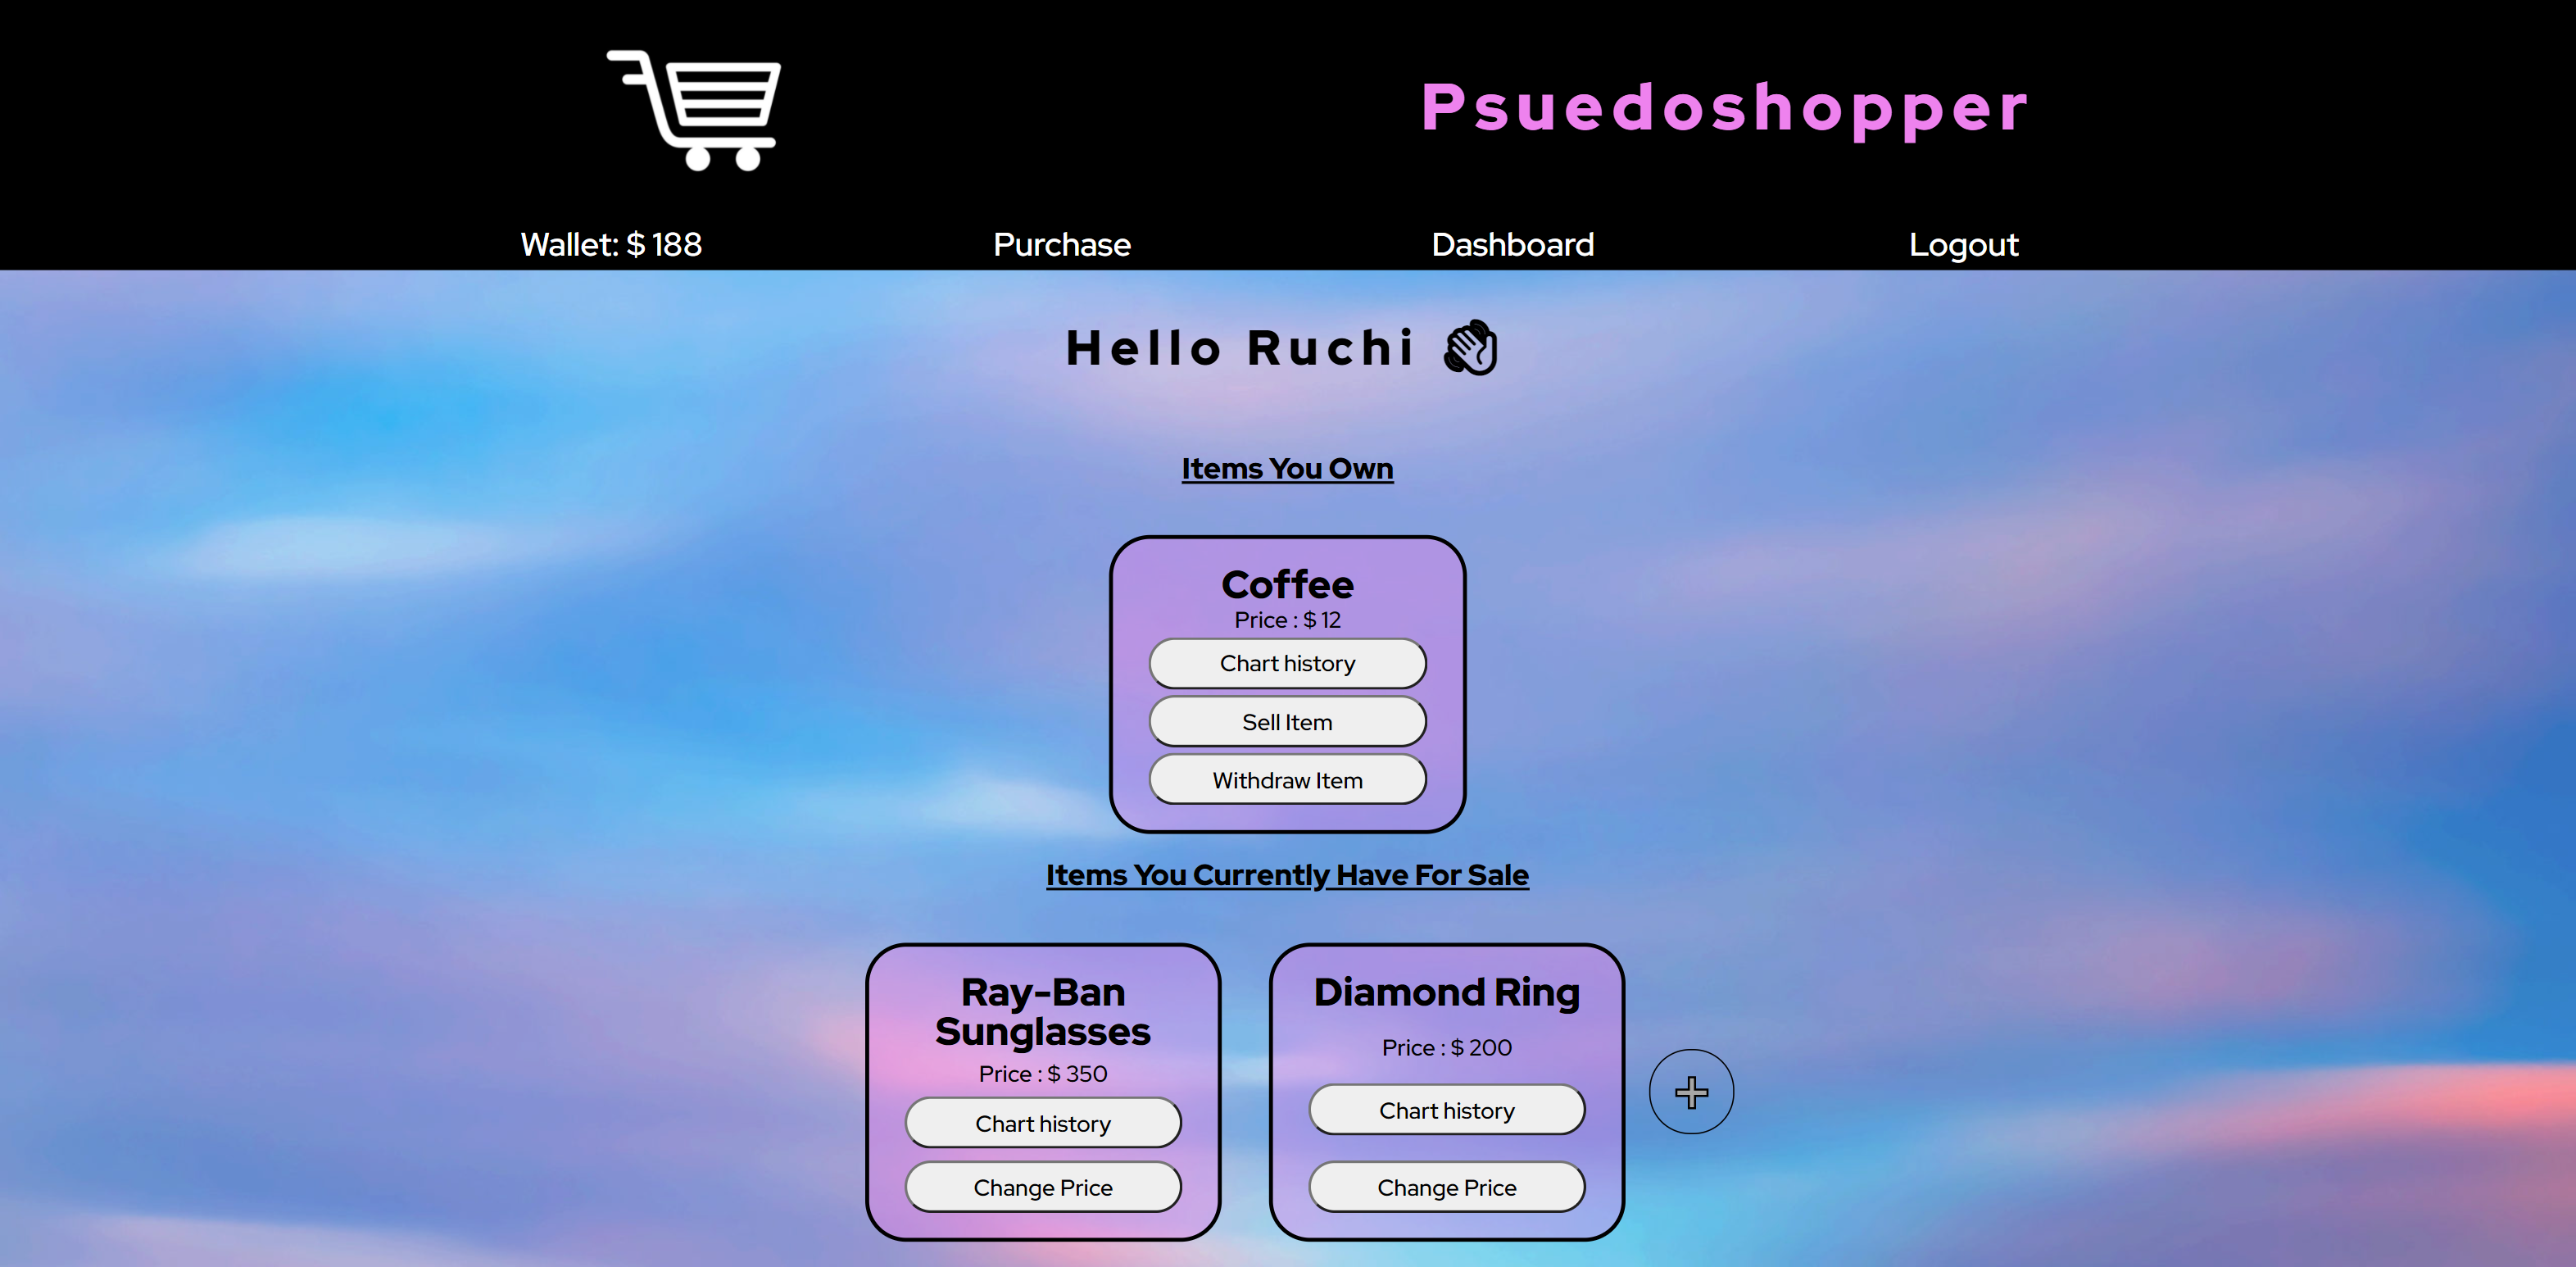 Psuedoshopper
Wallet: $ 188
Purchase
Dashboard
Logout
Hello Ruchi
Items You Own
Coffee
Price : $ 12
Chart history
Sell Item
Withdraw Item
Items You Currently Have For Sale
Ray-Ban
Sunglasses
Price : $ 350
Chart history
Change Price
Diamond Ring
Price : $ 200
Chart history
Change Price